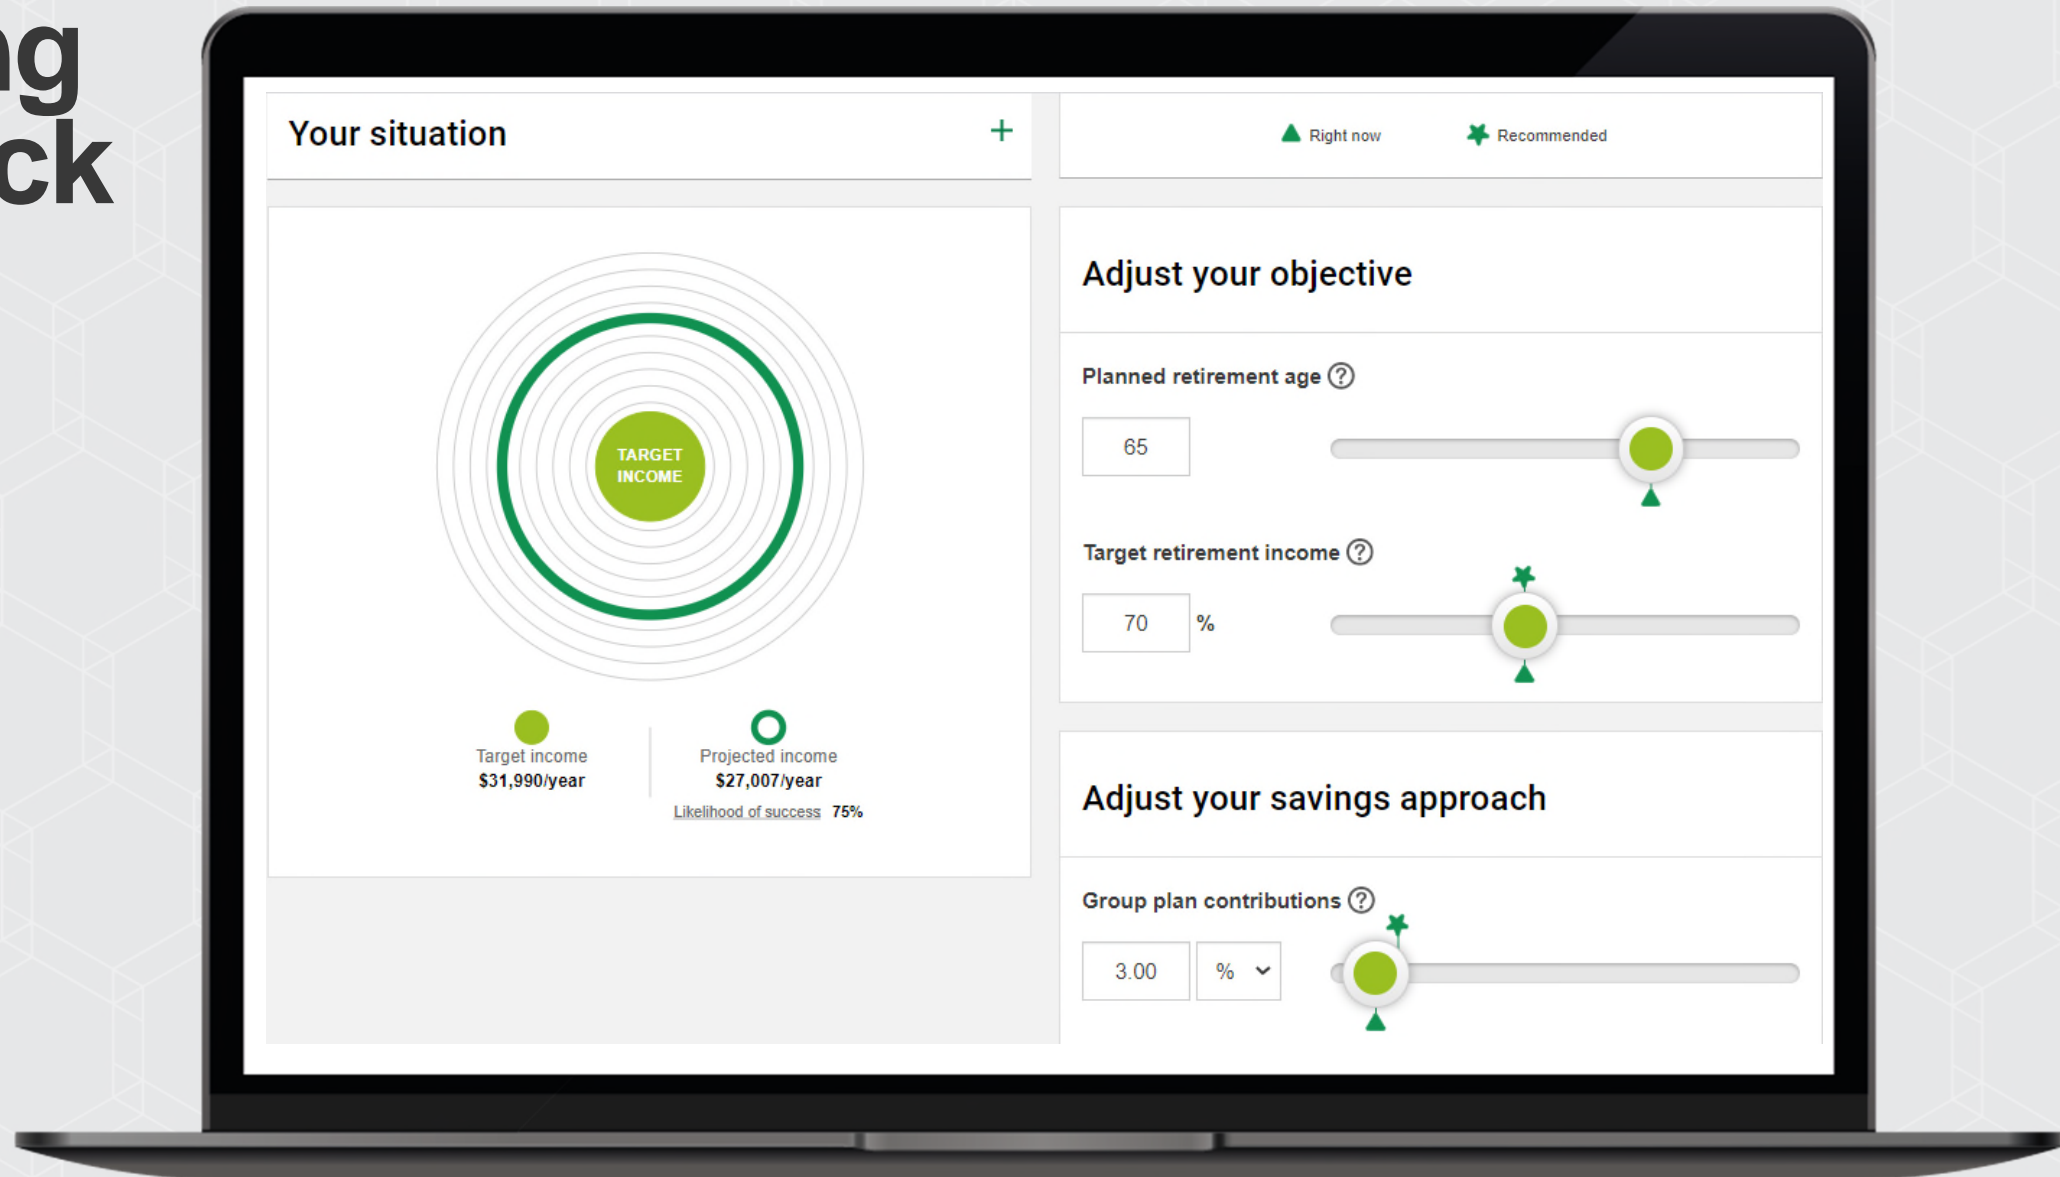 ng
ck
Your situation
+
Right now
Recommended
TARGET
INCOME
Target income
$31,990/year
Projected income
$27,007/year
Likelihood of success 75%
Adjust your objective
Planned retirement age ?
65
Target retirement income ?
70 %
Adjust your savings approach
Group plan contributions ?
3.00 %